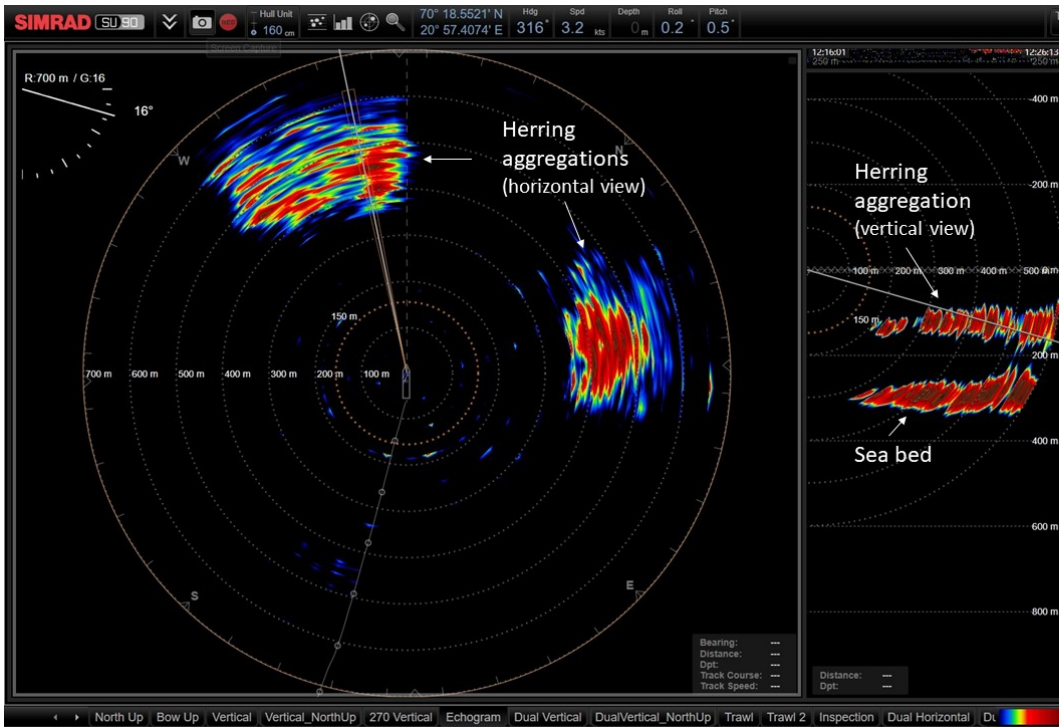 SIMRAD SU90
Hull Unit
160 cm
70° 18.5521' N
20° 57.4074' E
Hdg
316°
Spd
3.2 kts
Depth
0 m
Roll
0.2°
Pitch
0.5°
Screen Capture
R:700 m / G:16
16°
12:16:01
12:26:13
250 m
250 m
W
N
S
E
Herring
aggregations
(horizontal view)
150 m
700 m 600 m 500 m 400 m 300 m 200 m 100 m
400 m
200 m
Herring
aggregation
(vertical view)
100 m 200 m 300 m 400 m 500 m
150 m
200 m
400 m
Sea bed
600 m
800 m
Bearing: ---
Distance: ---
Dpt: ---
Track Course: ---
Track Speed: ---
Distance: ---
Dpt: ---
North Up Bow Up Vertical Vertical_NorthUp 270 Vertical Echogram Dual Vertical DualVertical_NorthUp Trawl Trawl 2 Inspection Dual Horizontal